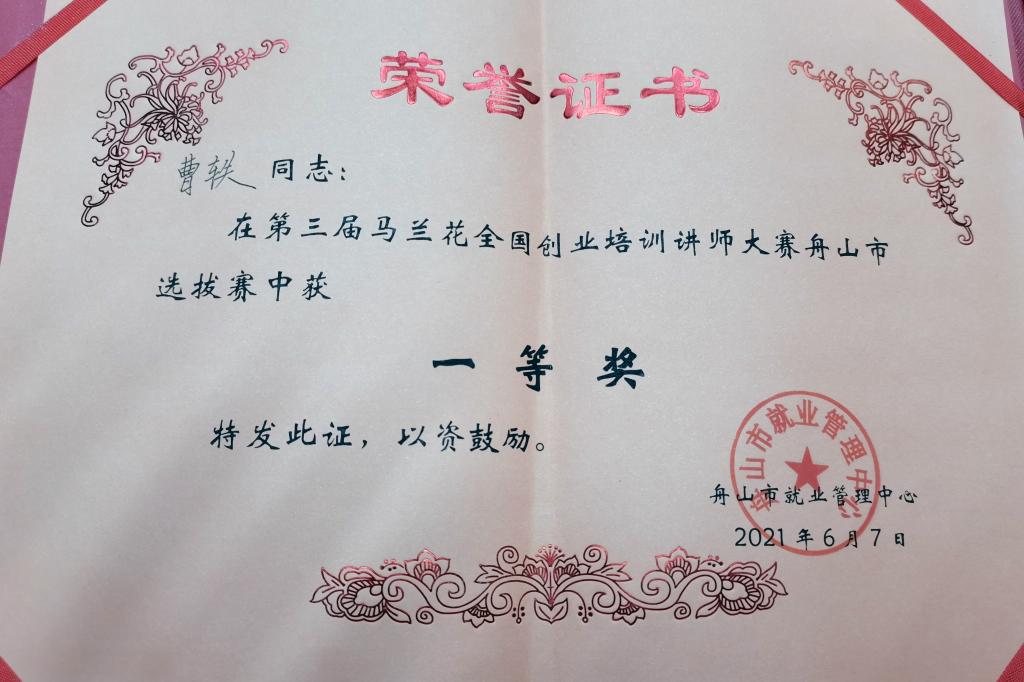 荣誉证书
曹轶 同志：
在第三届马兰花全国创业培训讲师大赛舟山市
选拔赛中获
一等奖
特发此证，以资鼓励。
舟山市就业管理中心
舟山市就业管理中心
2021年6月7日